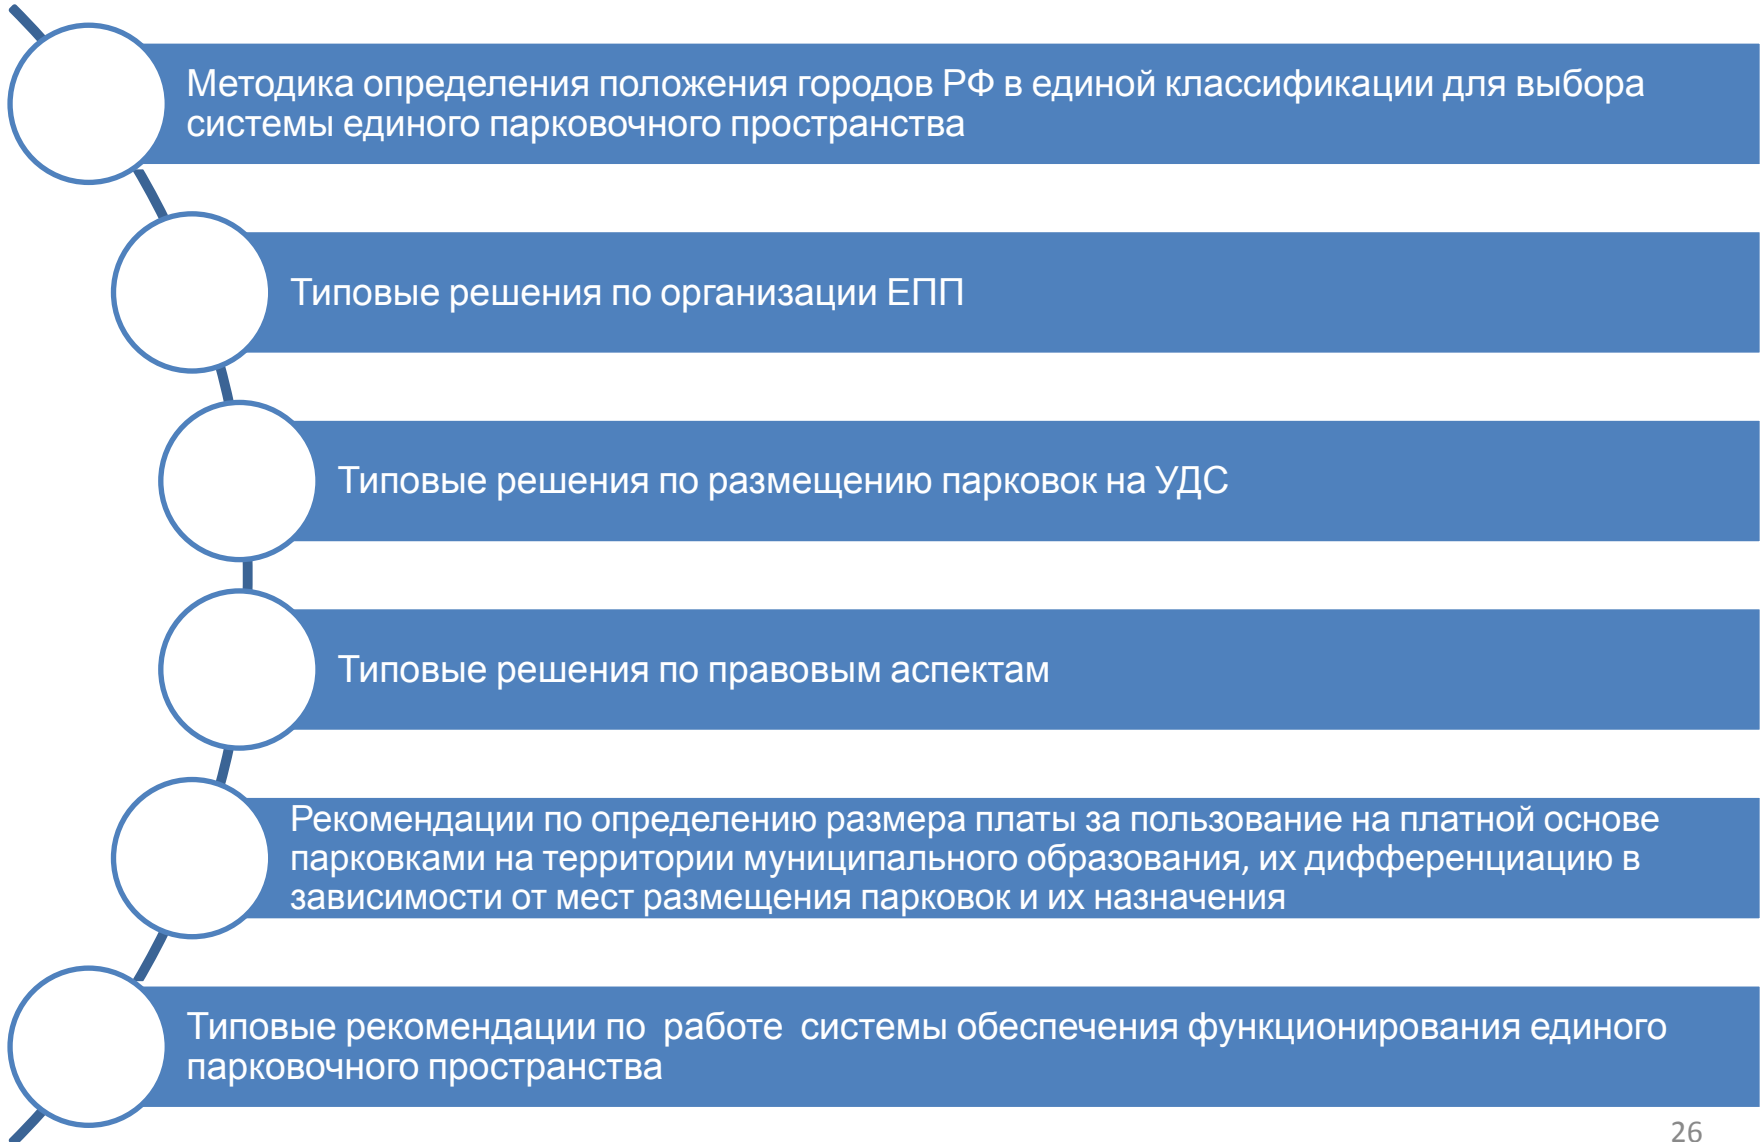 Методика определения положения городов РФ в единой классификации для выбора
системы единого парковочного пространства
Типовые решения по организации ЕПП
Типовые решения по размещению парковок на УДС
Типовые решения по правовым аспектам
Рекомендации по определению размера платы за пользование на платной основе
парковками на территории муниципального образования, их дифференциацию в
зависимости от мест размещения парковок и их назначения
Типовые рекомендации по работе системы обеспечения функционирования единого
парковочного пространства
26